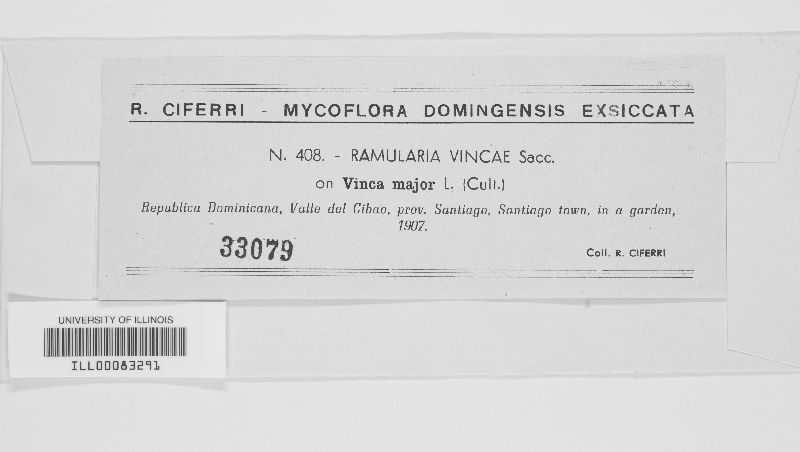 R. CIFERRI - MYCOFLORA DOMINGENSIS EXSICCATA
N. 408. - RAMULARIA VINCAE Sacc.
on Vinca major L. (Cult.)
Republica Dominicana, Valle del Cibao, prov. Santiago, Santiago town, in a garden,
1907.
33079
Coll. R. CIFERRI
UNIVERSITY OF ILLINOIS
ILL00083291